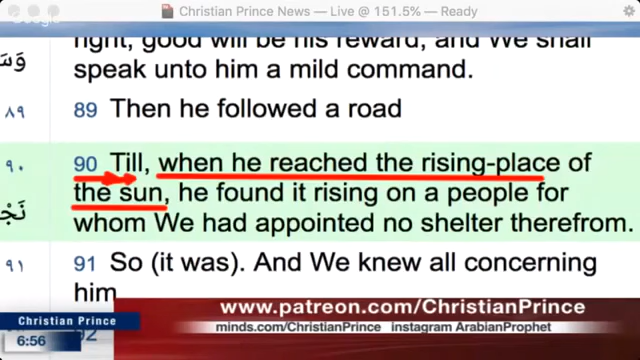 Christian Prince News — Live @ 151.5% — Ready
right, good will be his reward, and We shall
speak unto him a mild command.
٨٩
89 Then he followed a road
٩٠
90 Till, when he reached the rising-place of
the sun, he found it rising on a people for
whom We had appointed no shelter therefrom.
٩١
91 So (it was). And We knew all concerning
him
www.patreon.com/ChristianPrince
Christian Prince
minds.com/ChristianPrince instagram ArabianProphet
6:56